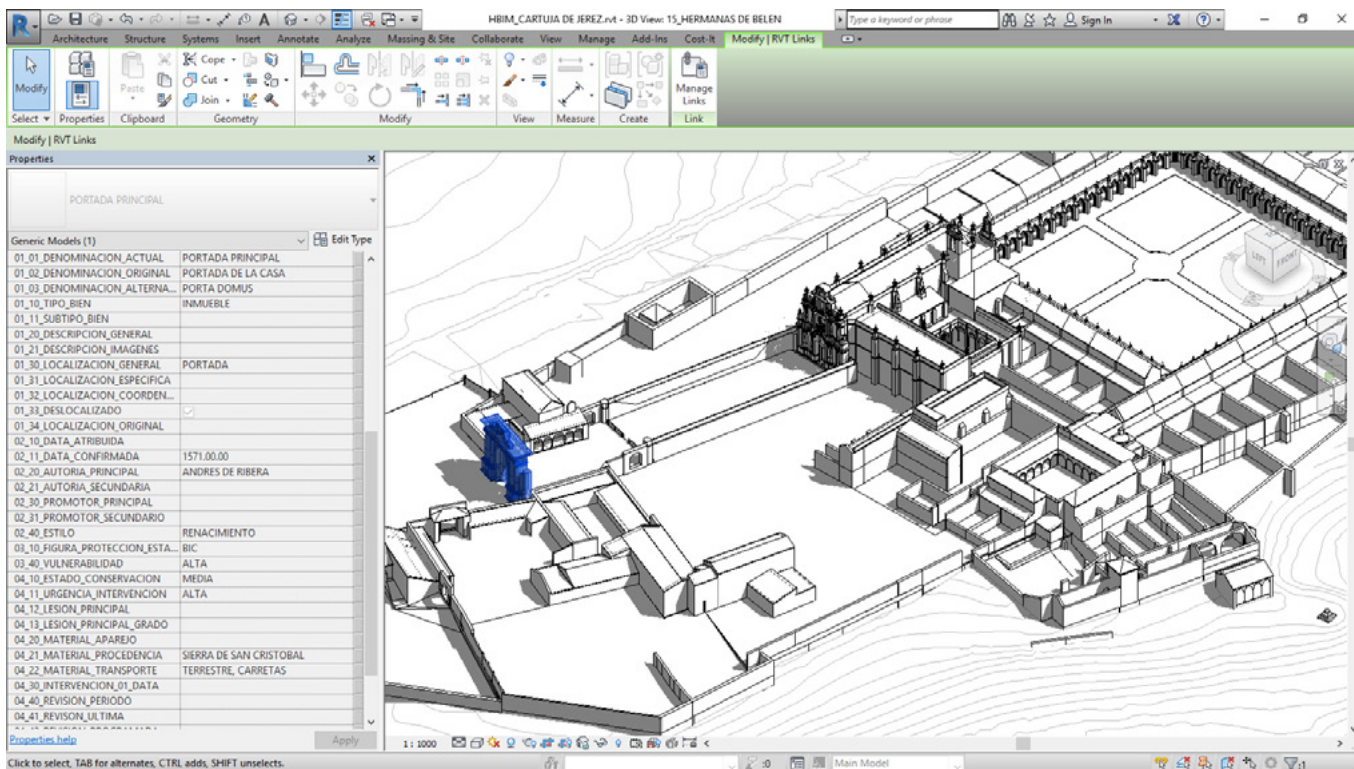 HBIM_CARTUJA DE JEREZ.rvt - 3D View: 15_HERMANAS DE BELEN
Type a keyword or phrase
Sign In
Architecture Structure Systems Insert Annotate Analyze Massing & Site Collaborate View Manage Add-Ins Cost-It Modify | RVT Links
Modify
Paste
Cope
Cut
Join
Manage Links
Select Properties Clipboard Geometry Modify View Measure Create Link
Modify | RVT Links
Properties
PORTADA PRINCIPAL
Generic Models (1) Edit Type
01_01_DENOMINACION_ACTUAL PORTADA PRINCIPAL
01_02_DENOMINACION_ORIGINAL PORTADA DE LA CASA
01_03_DENOMINACION_ALTERNA... PORTA DOMUS
01_10_TIPO_BIEN INMUEBLE
01_11_SUBTIPO_BIEN
01_20_DESCRIPCION_GENERAL
01_21_DESCRIPCION_IMAGENES
01_30_LOCALIZACION_GENERAL PORTADA
01_31_LOCALIZACION_ESPECIFICA
01_32_LOCALIZACION_COORDEN...
01_33_DESLOCALIZADO
01_34_LOCALIZACION_ORIGINAL
02_10_DATA_ATRIBUIDA
02_11_DATA_CONFIRMADA 1571.00.00
02_20_AUTORIA_PRINCIPAL ANDRES DE RIBERA
02_21_AUTORIA_SECUNDARIA
02_30_PROMOTOR_PRINCIPAL
02_31_PROMOTOR_SECUNDARIO
02_40_ESTILO RENACIMIENTO
03_10_FIGURA_PROTECCION_ESTA... BIC
03_40_VULNERABILIDAD ALTA
04_10_ESTADO_CONSERVACION MEDIA
04_11_URGENCIA_INTERVENCION ALTA
04_12_LESION_PRINCIPAL
04_13_LESION_PRINCIPAL_GRADO
04_20_MATERIAL_APAREJO
04_21_MATERIAL_PROCEDENCIA SIERRA DE SAN CRISTOBAL
04_22_MATERIAL_TRANSPORTE TERRESTRE, CARRETAS
04_30_INTERVENCION_01_DATA
04_40_REVISION_PERIODO
04_41_REVISON_ULTIMA
Properties help Apply
LEFT FRONT
1 : 1000
Click to select, TAB for alternates, CTRL adds, SHIFT unselects.
:0 Main Model :1